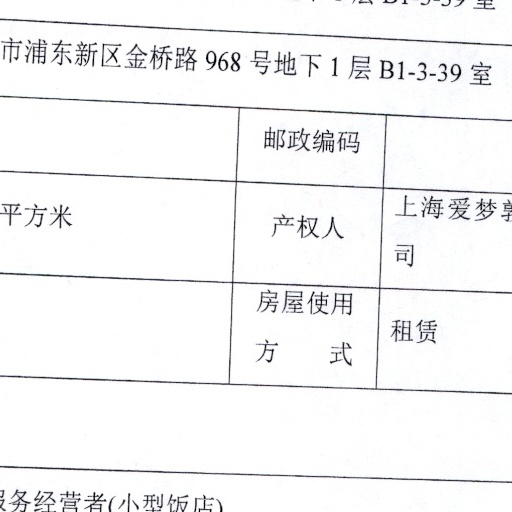 层 B1-3-39 室
市浦东新区金桥路 968 号地下 1 层 B1-3-39 室
邮政编码
平方米
产权人
上海爱梦敦
司
房屋使用
方 式
租赁
服务经营者(小型饭店)